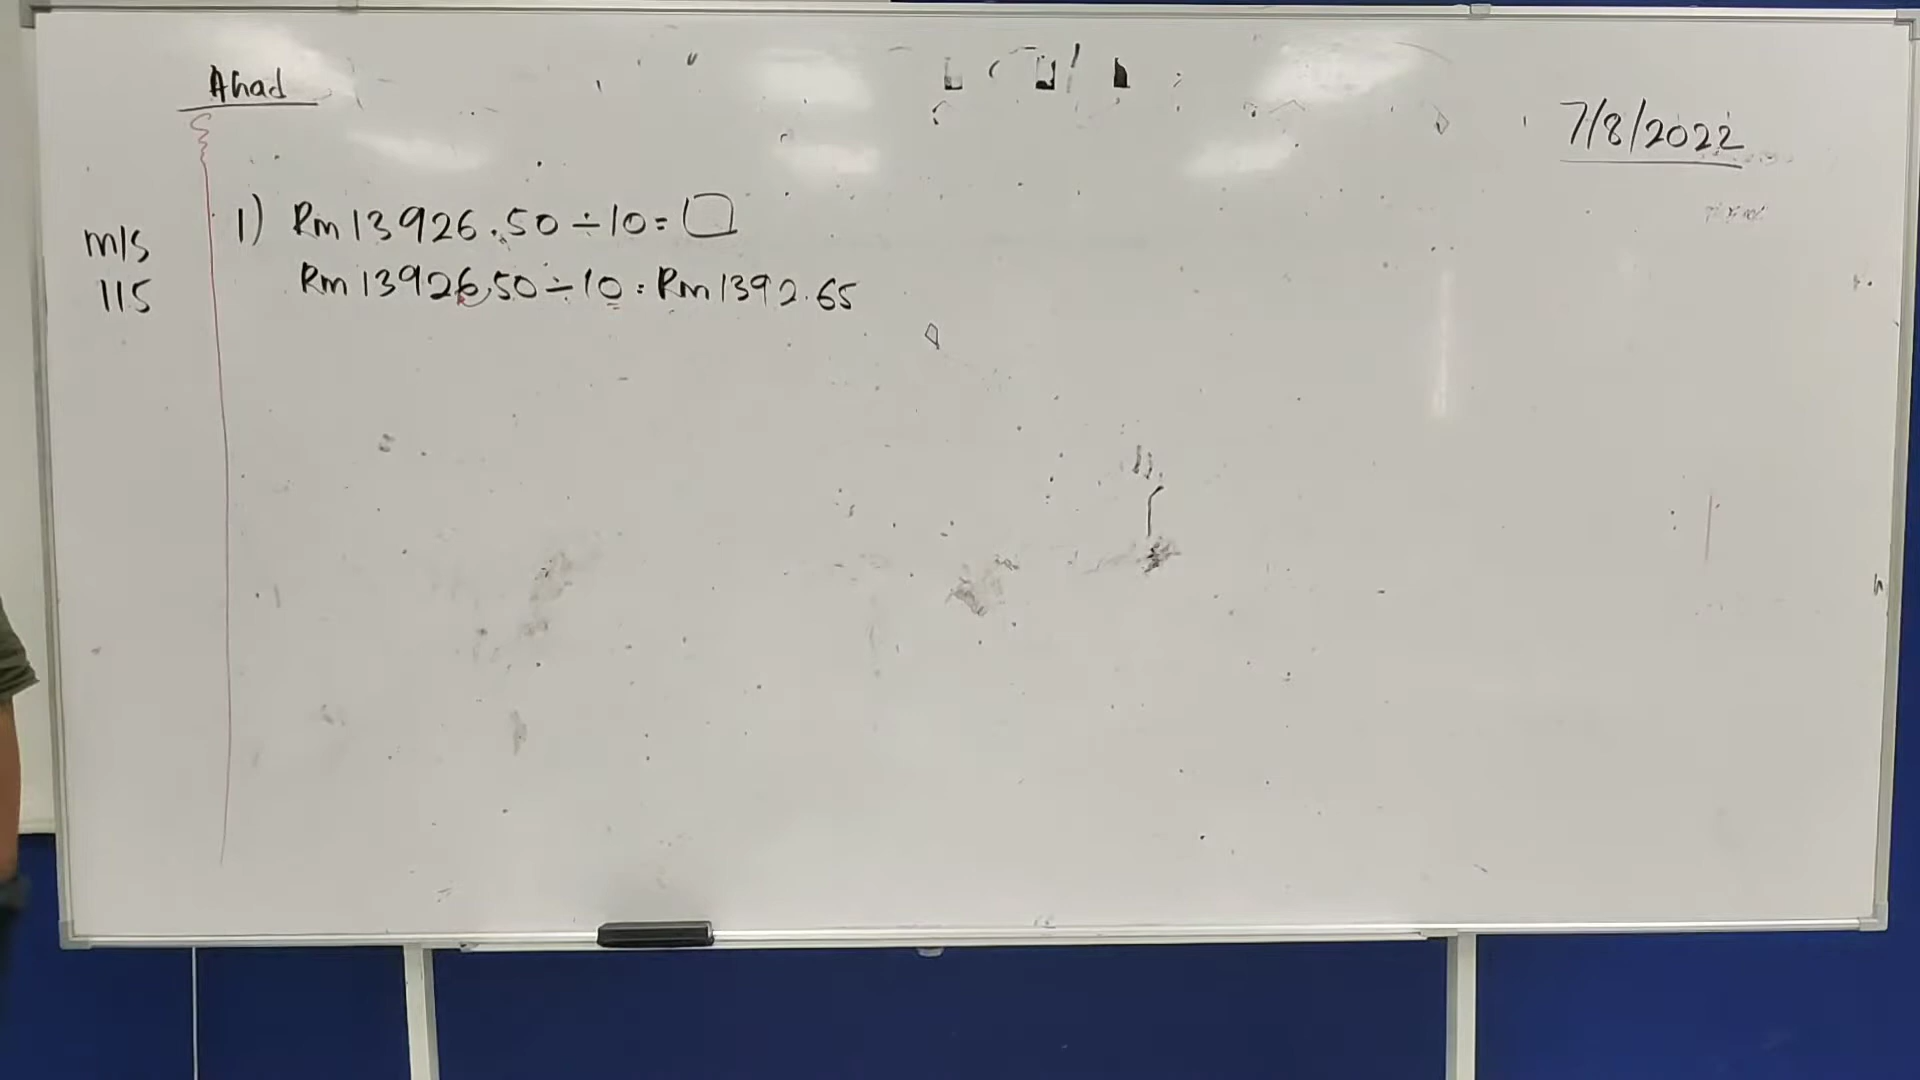 Ahad
7/8/2022
m/s
115
1) Rm 13926.50 ÷ 10 = □
Rm 13926.50 ÷ 10 = Rm 1392.65